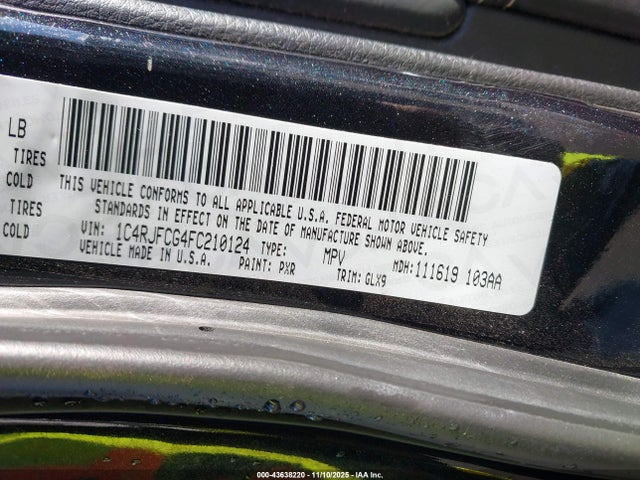 LB
TIRES
COLD
TIRES
COLD
THIS VEHICLE CONFORMS TO ALL APPLICABLE U.S.A. FEDERAL MOTOR VEHICLE SAFETY
STANDARDS IN EFFECT ON THE DATE OF MANUFACTURE SHOWN ABOVE.
VIN: 1C4RJFCG4FC210124 TYPE: MPV MDH:111619 103AA
VEHICLE MADE IN U.S.A. PAINT: PXR TRIM: GLX9
000-43638220 - 11/10/2025 - IAA Inc.